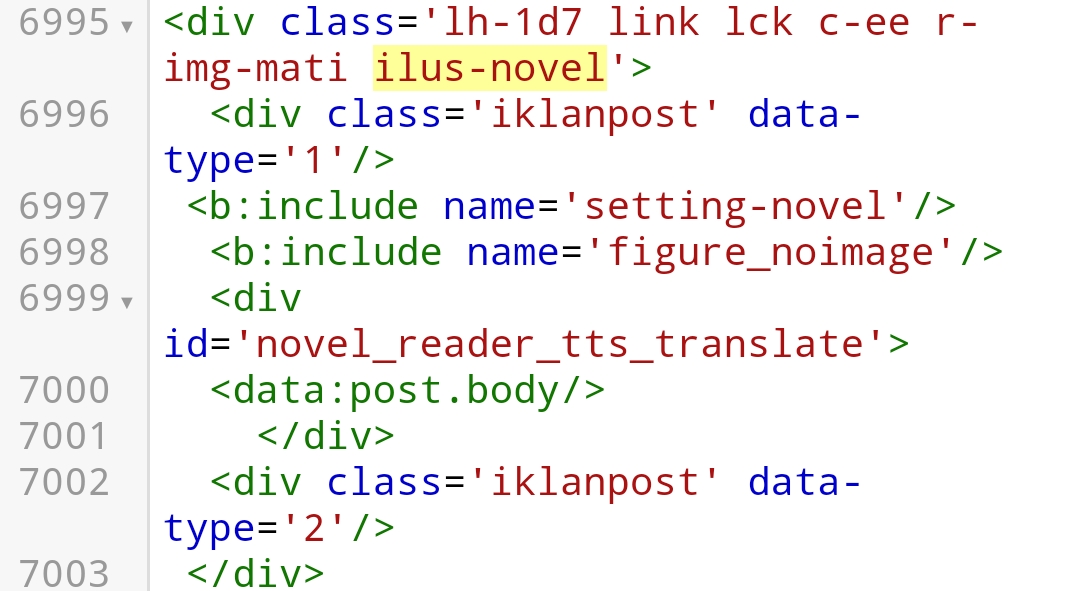 6995 <div class='lh-1d7 link lck c-ee r-
img-mati ilus-novel'>
6996 <div class='iklanpost' data-
type='1'/>
6997 <b:include name='setting-novel'/>
6998 <b:include name='figure_noimage'/>
6999 <div
id='novel_reader_tts_translate'>
7000 <data:post.body/>
7001 </div>
7002 <div class='iklanpost' data-
type='2'/>
7003 </div>